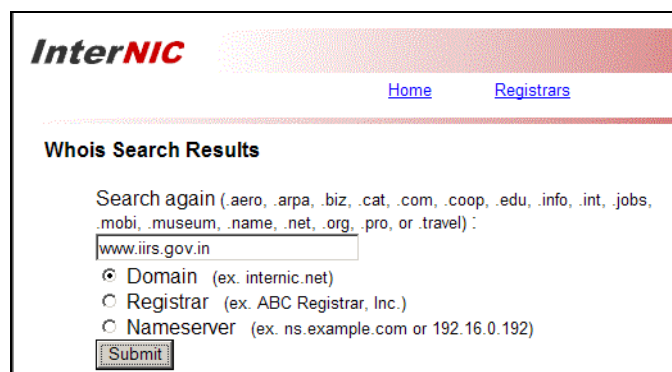 InterNIC
Home Registrars
Whois Search Results
Search again (.aero, .arpa, .biz, .cat, .com, .coop, .edu, .info, .int, .jobs,
.mobi, .museum, .name, .net, .org, .pro, or .travel) :
www.iirs.gov.in
Domain (ex. internic.net)
Registrar (ex. ABC Registrar, Inc.)
Nameserver (ex. ns.example.com or 192.16.0.192)
Submit